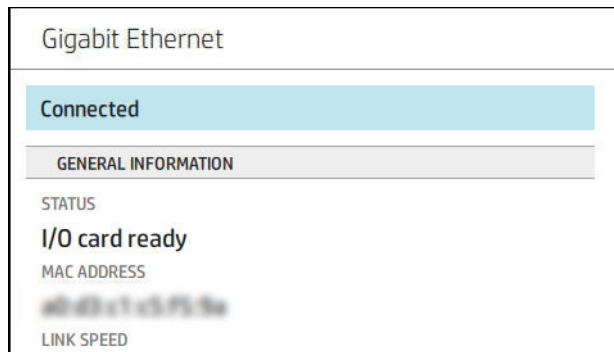 Gigabit Ethernet
Connected
GENERAL INFORMATION
STATUS
I/O card ready
MAC ADDRESS
LINK SPEED